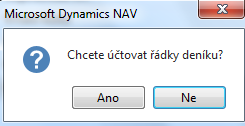 Microsoft Dynamics NAV
Chcete účtovat řádky deníku?
Ano
Ne